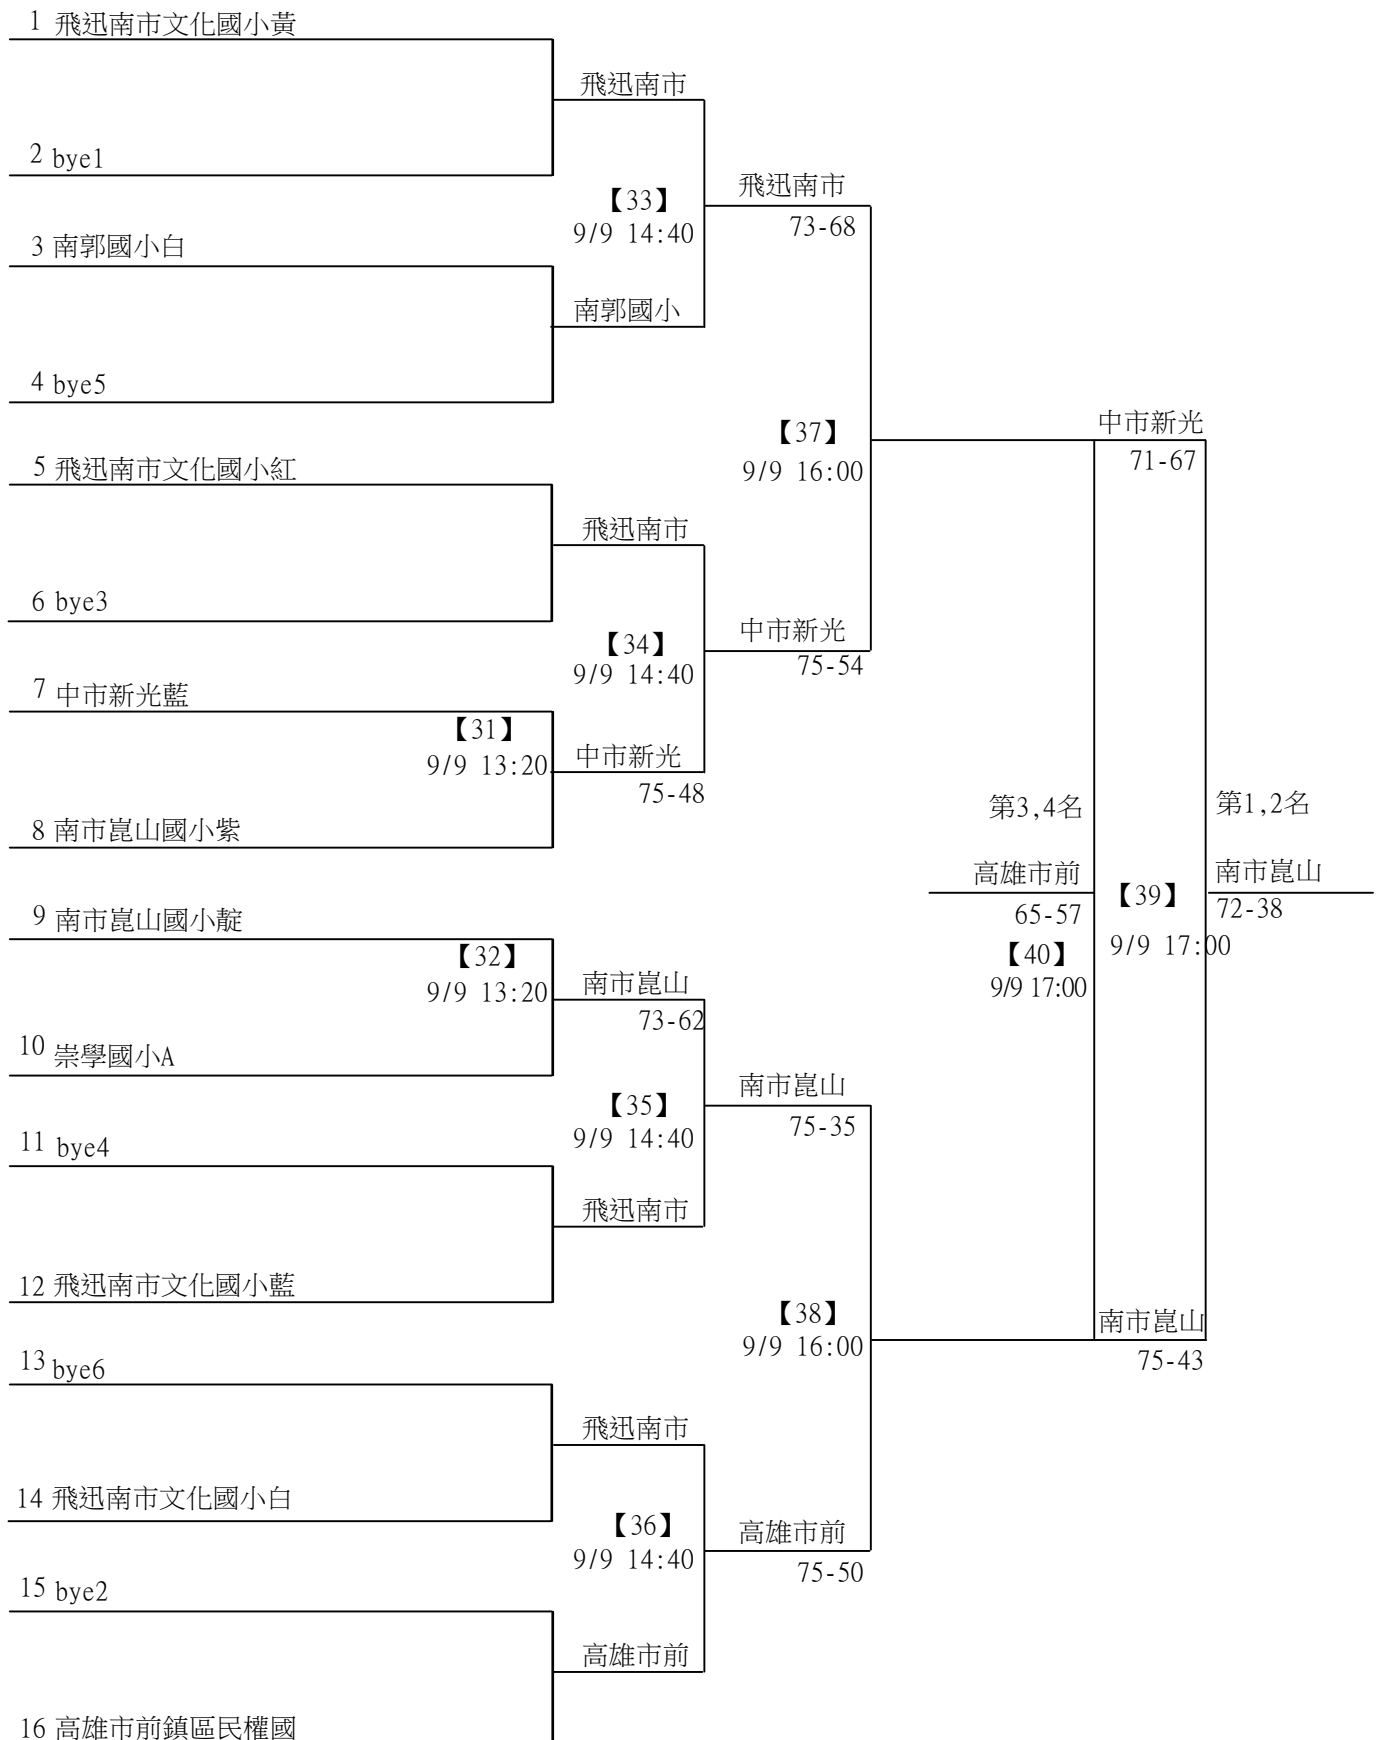 1 飛迅南市文化國小黃
飛迅南市
2 bye1
【33】
9/9 14:40
飛迅南市
73-68
3 南郭國小白
南郭國小
4 bye5
【37】
9/9 16:00
中市新光
71-67
5 飛迅南市文化國小紅
飛迅南市
6 bye3
【34】
9/9 14:40
中市新光
75-54
7 中市新光藍
【31】
9/9 13:20
中市新光
75-48
8 南市崑山國小紫
第3,4名
第1,2名
高雄市前
65-57
【40】
9/9 17:00
【39】
9/9 17:00
南市崑山
72-38
9 南市崑山國小靛
【32】
9/9 13:20
南市崑山
73-62
10 崇學國小A
【35】
9/9 14:40
南市崑山
75-35
11 bye4
飛迅南市
12 飛迅南市文化國小藍
【38】
9/9 16:00
南市崑山
75-43
13 bye6
飛迅南市
14 飛迅南市文化國小白
【36】
9/9 14:40
高雄市前
75-50
15 bye2
高雄市前
16 高雄市前鎮區民權國